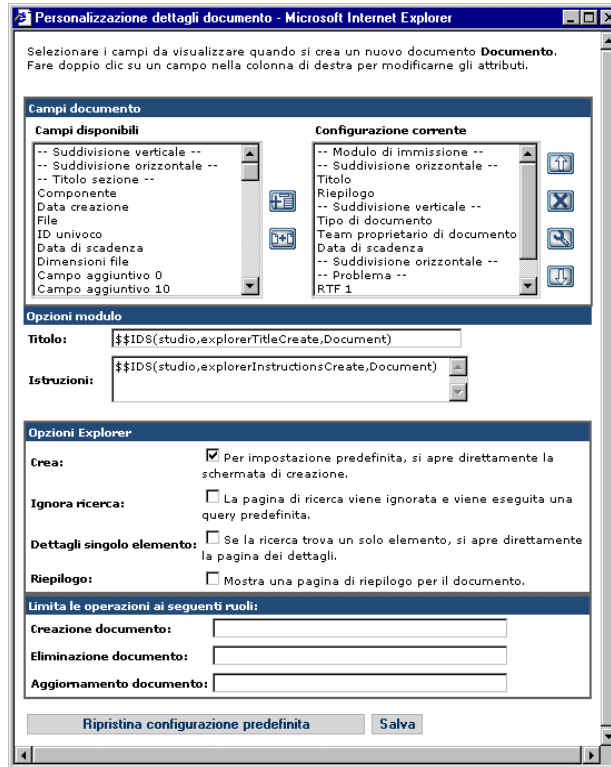 Personalizzazione dettagli documento - Microsoft Internet Explorer
Selezionare i campi da visualizzare quando si crea un nuovo documento Documento.
Fare doppio clic su un campo nella colonna di destra per modificarne gli attributi.
Campi documento
Campi disponibili
-- Suddivisione verticale --
-- Suddivisione orizzontale --
-- Titolo sezione --
Componente
Data creazione
File
ID univoco
Data di scadenza
Dimensioni file
Campo aggiuntivo 0
Campo aggiuntivo 10
Configurazione corrente
-- Modulo di immissione --
-- Suddivisione orizzontale --
Titolo
Riepilogo
-- Suddivisione verticale --
Tipo di documento
Team proprietario di documento
Data di scadenza
-- Suddivisione orizzontale --
-- Problema --
RTF 1
Opzioni modulo
Titolo: $$IDS(studio,explorerTitleCreate,Document)
Istruzioni: $$IDS(studio,explorerInstructionsCreate,Document)
Opzioni Explorer
Crea: Per impostazione predefinita, si apre direttamente la
schermata di creazione.
Ignora ricerca: La pagina di ricerca viene ignorata e viene eseguita una
query predefinita.
Dettagli singolo elemento: Se la ricerca trova un solo elemento, si apre direttamente
la pagina dei dettagli.
Riepilogo: Mostra una pagina di riepilogo per il documento.
Limita le operazioni ai seguenti ruoli:
Creazione documento:
Eliminazione documento:
Aggiornamento documento:
Ripristina configurazione predefinita Salva